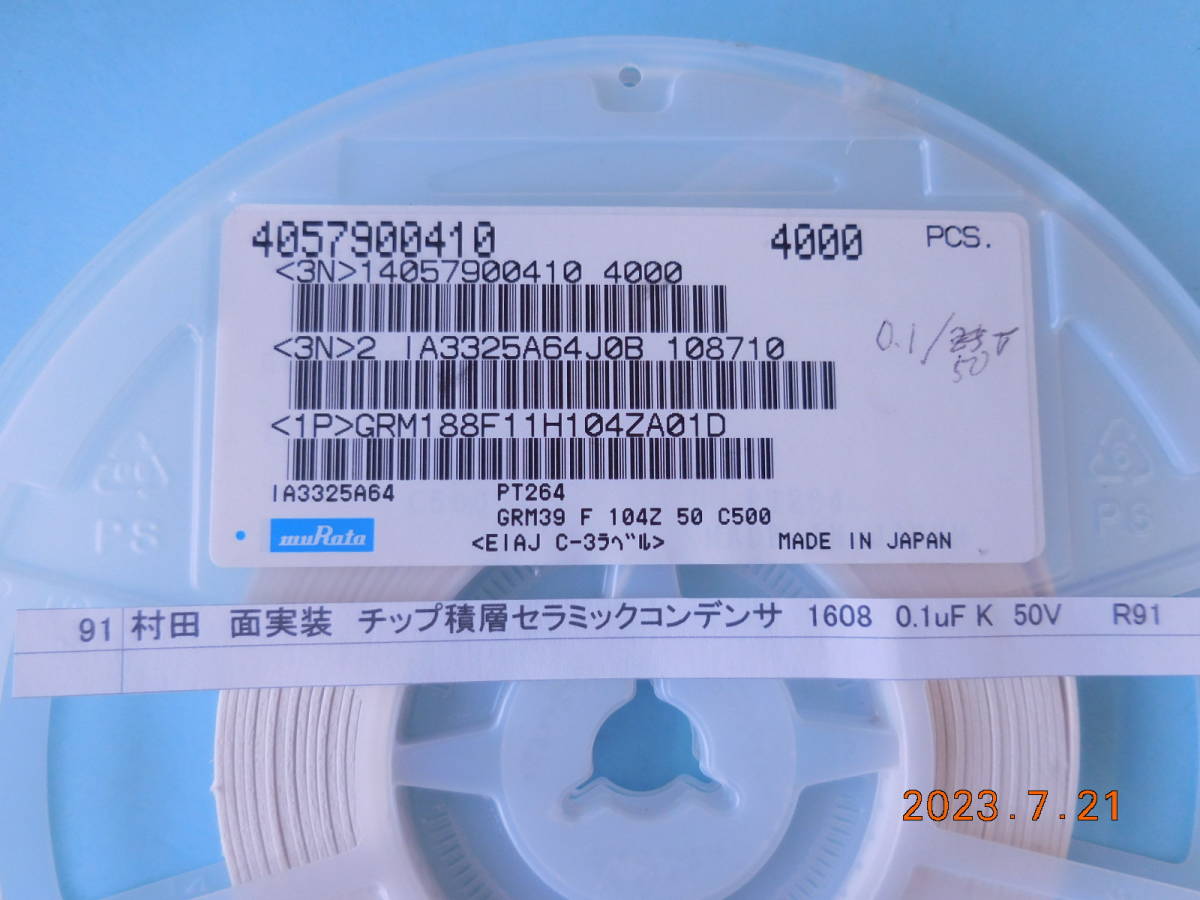 4057900410 4000 PCS.
<3N>14057900410 4000
<3N>2 IA3325A64J0B 108710
0.1/
50
<1P>GRM188F11H104ZA01D
IA3325A64 PT264
GRM39 F 104Z 50 C500
muRata <EIAJ C-3ﾗﾍﾞﾙ> MADE IN JAPAN
PS
PS
91 村田 面実装 チップ積層セラミックコンデンサ 1608 0.1uF K 50V R91
2023.7.21